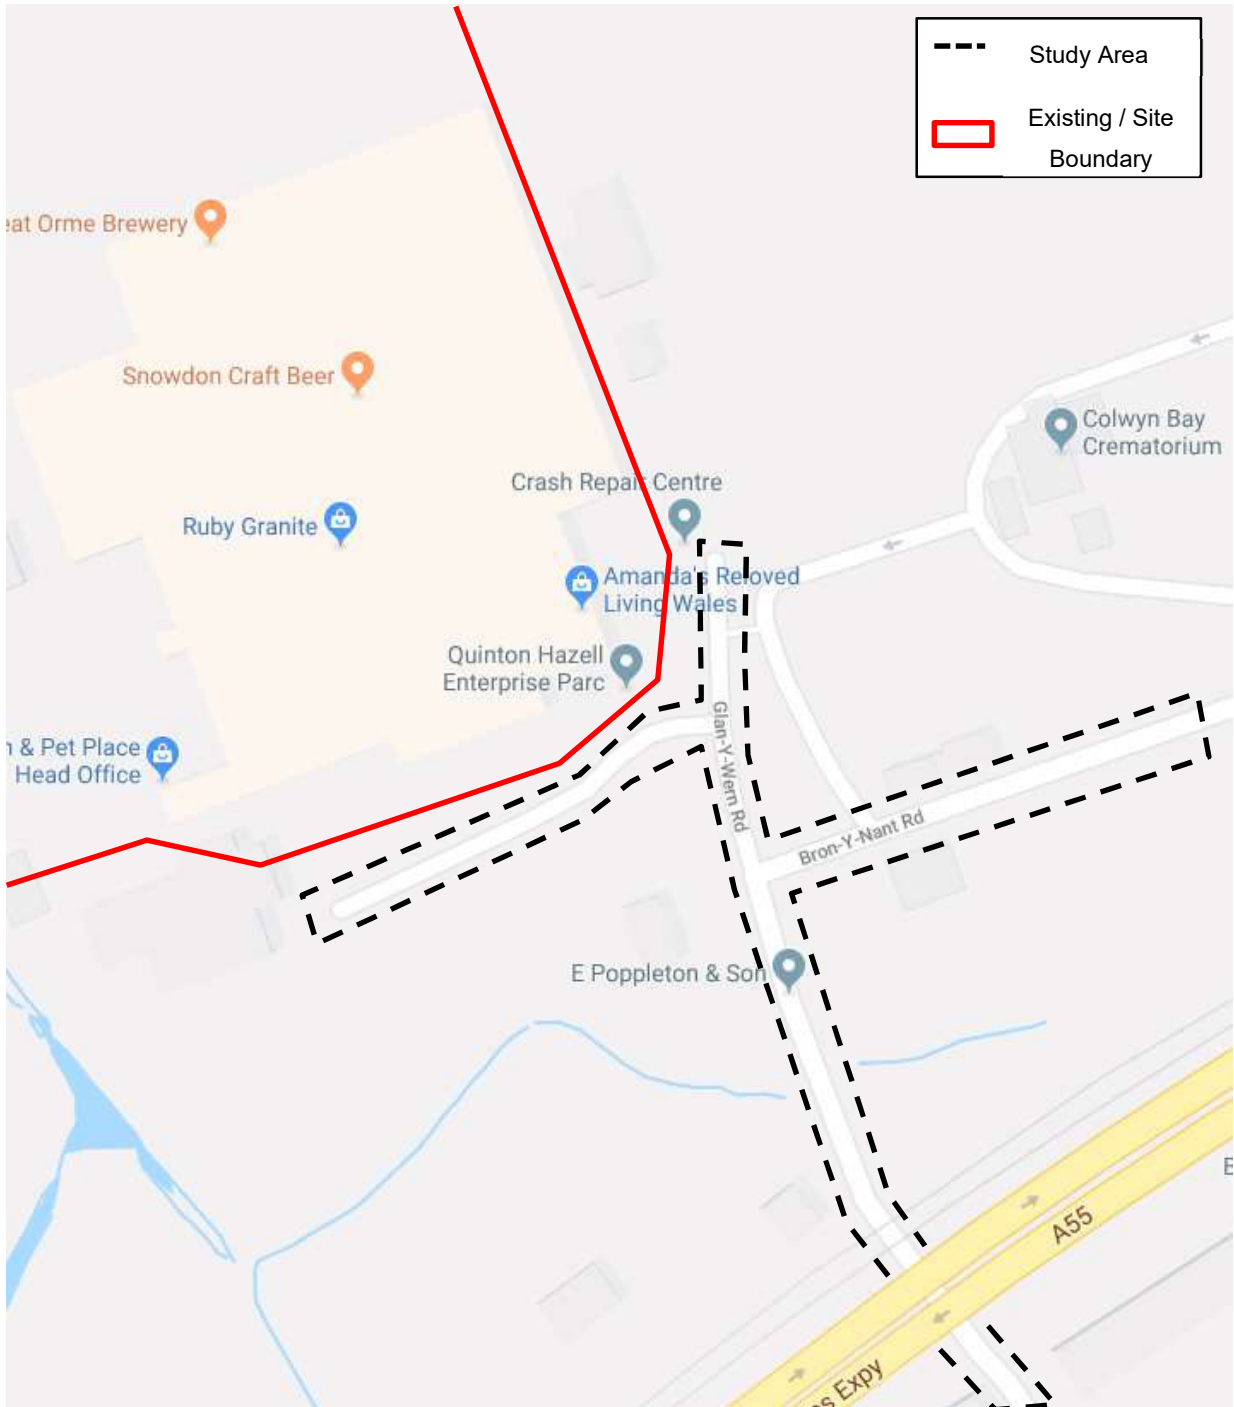 Study Area
Existing / Site
Boundary
eat Orme Brewery
Snowdon Craft Beer
Colwyn Bay
Crematorium
Crash Repair Centre
Ruby Granite
Amanda's Reloved
Living Wales
Quinton Hazell
Enterprise Parc
Glan-Y-Wern Rd
n & Pet Place
Head Office
Bron-Y-Nant Rd
E Poppleton & Son
E
A55
os Expy